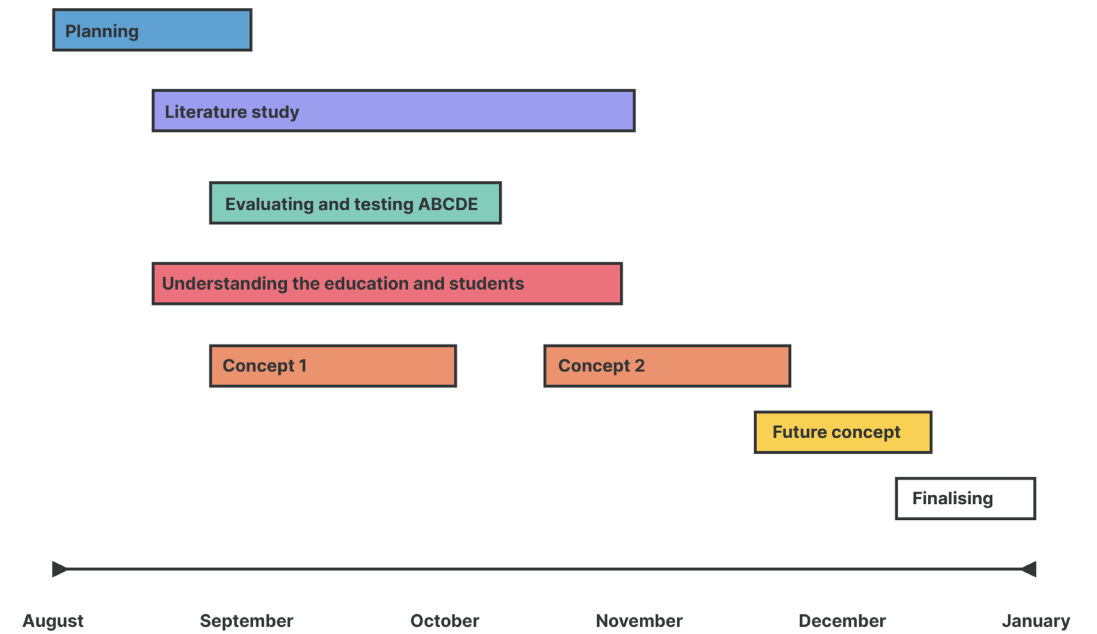 Planning
Literature study
Evaluating and testing ABCDE
Understanding the education and students
Concept 1
Concept 2
Future concept
Finalising
August
September
October
November
December
January